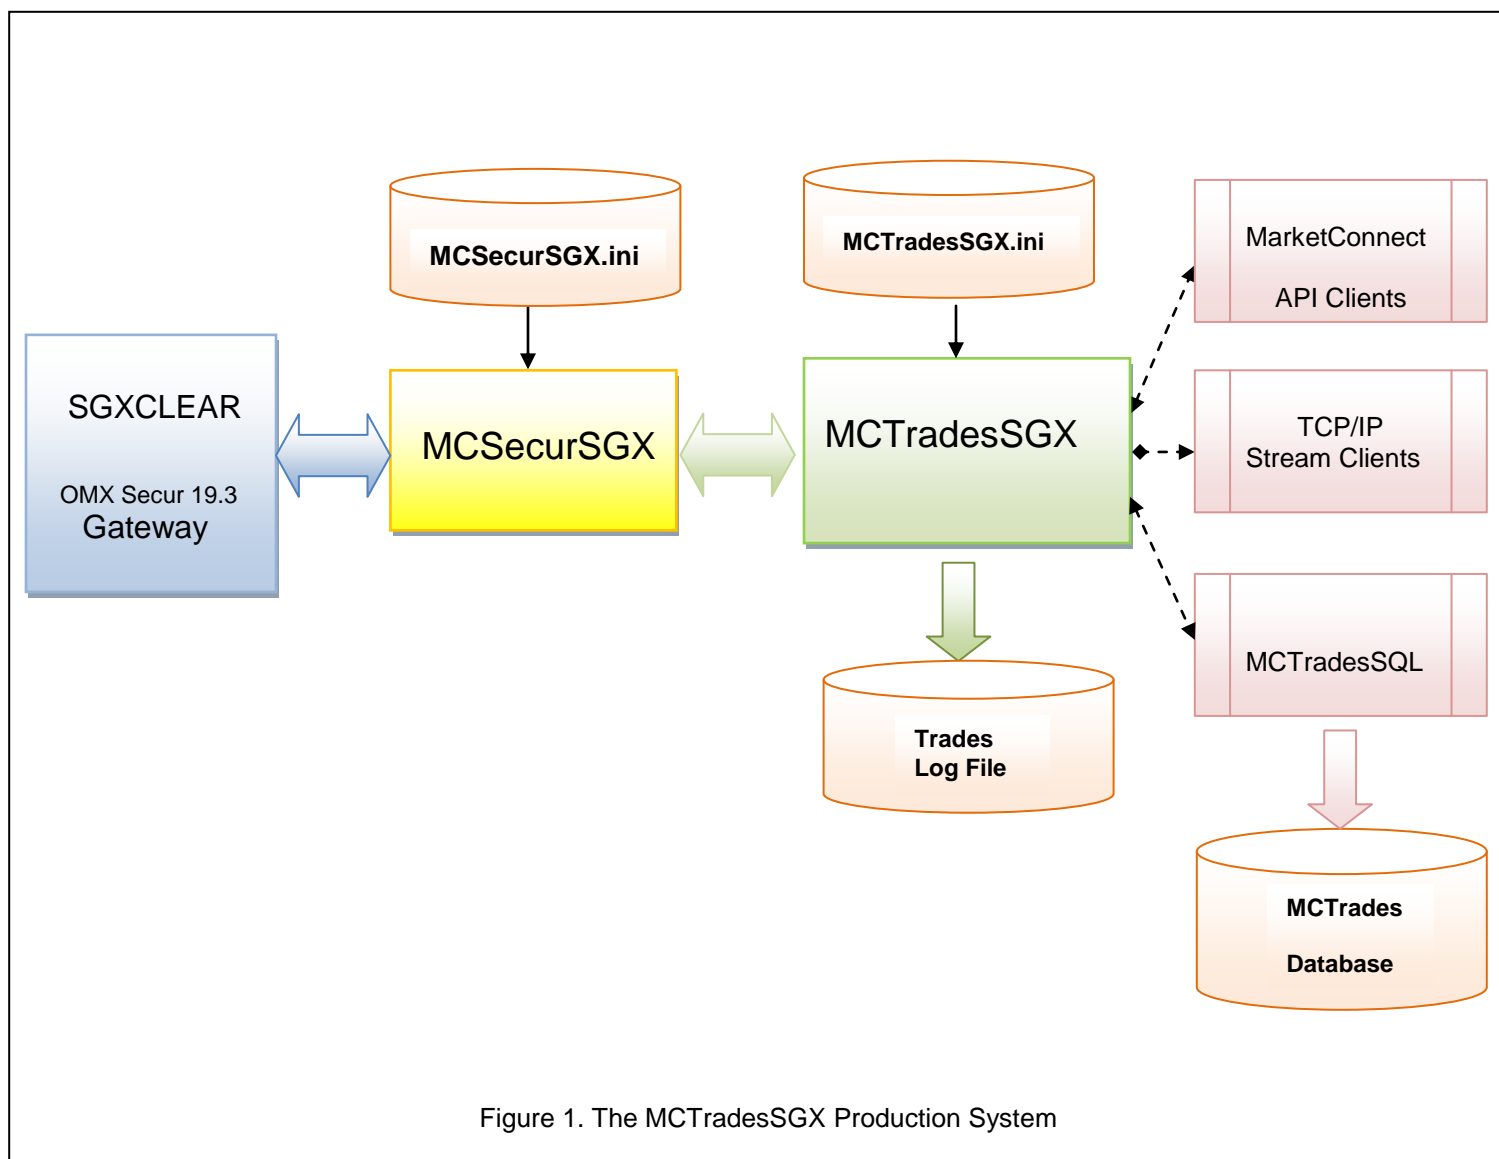 MCSecurSGX.ini
MCTradesSGX.ini
MarketConnect
API Clients
SGXCLEAR
OMX Secur 19.3
Gateway
MCSecurSGX
MCTradesSGX
TCP/IP
Stream Clients
MCTradesSQL
Trades
Log File
MCTrades
Database
Figure 1. The MCTradesSGX Production System